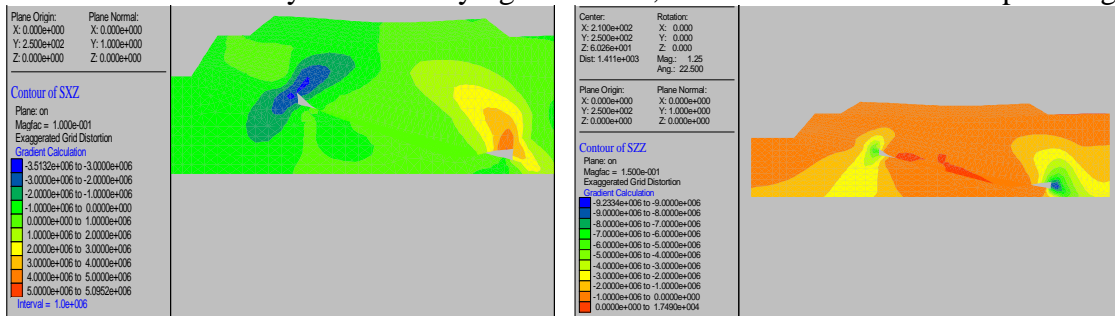 Plane Origin: Plane Normal:
X: 0.000e+000 X: 0.000e+000
Y: 2.500e+002 Y: 1.000e+000
Z: 0.000e+000 Z: 0.000e+000
Contour of SXZ
Plane: on
Magfac = 1.000e-001
Exaggerated Grid Distortion
Gradient Calculation
-3.5132e+006 to -3.0000e+006
-3.0000e+006 to -2.0000e+006
-2.0000e+006 to -1.0000e+006
-1.0000e+006 to 0.0000e+000
0.0000e+000 to 1.0000e+006
1.0000e+006 to 2.0000e+006
2.0000e+006 to 3.0000e+006
3.0000e+006 to 4.0000e+006
4.0000e+006 to 5.0000e+006
5.0000e+006 to 5.0952e+006
Interval = 1.0e+006
Center: Rotation:
X: 2.100e+002 X: 0.000
Y: 2.500e+002 Y: 0.000
Z: 6.026e+001 Z: 0.000
Dist: 1.411e+003 Mag.: 1.25
Ang.: 22.500
Plane Origin: Plane Normal:
X: 0.000e+000 X: 0.000e+000
Y: 2.500e+002 Y: 1.000e+000
Z: 0.000e+000 Z: 0.000e+000
Contour of SZZ
Plane: on
Magfac = 1.500e-001
Exaggerated Grid Distortion
Gradient Calculation
-9.2334e+006 to -9.0000e+006
-9.0000e+006 to -8.0000e+006
-8.0000e+006 to -7.0000e+006
-7.0000e+006 to -6.0000e+006
-6.0000e+006 to -5.0000e+006
-5.0000e+006 to -4.0000e+006
-4.0000e+006 to -3.0000e+006
-3.0000e+006 to -2.0000e+006
-2.0000e+006 to -1.0000e+006
-1.0000e+006 to 0.0000e+000
0.0000e+000 to 1.7490e+004